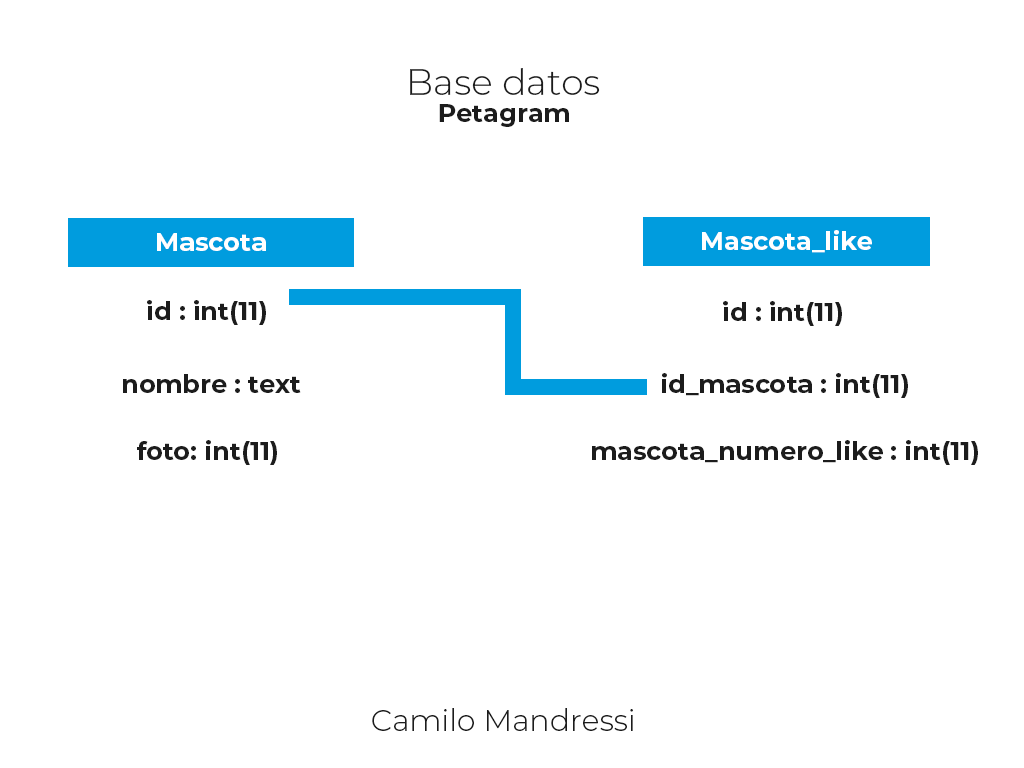 Base datos
Petagram
Mascota
id : int(11)
nombre : text
foto: int(11)
Mascota_like
id : int(11)
id_mascota : int(11)
mascota_numero_like : int(11)
Camilo Mandressi